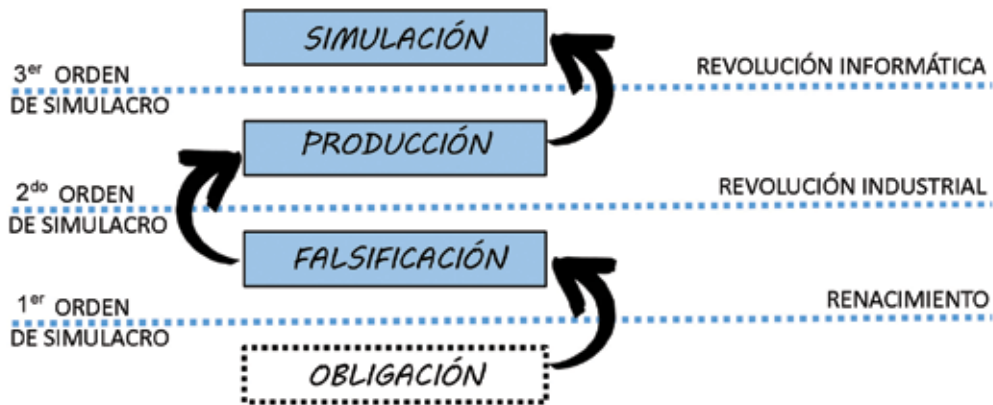 SIMULACIÓN
3er ORDEN
DE SIMULACRO
REVOLUCIÓN INFORMÁTICA
PRODUCCIÓN
2do ORDEN
DE SIMULACRO
REVOLUCIÓN INDUSTRIAL
FALSIFICACIÓN
1er ORDEN
DE SIMULACRO
RENACIMIENTO
OBLIGACIÓN